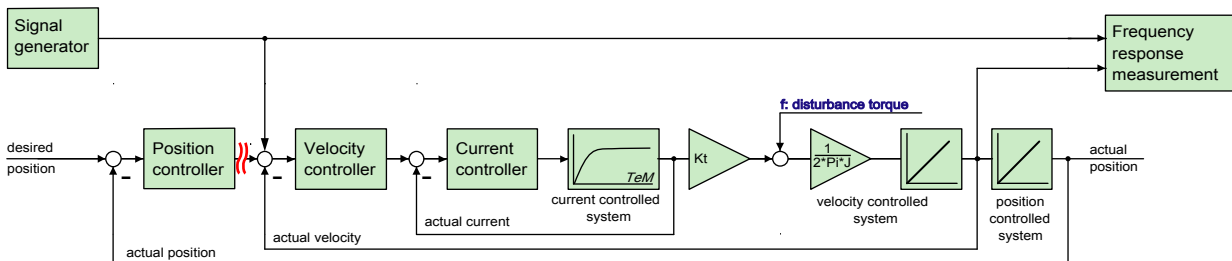 Signal
generator
Frequency
response
measurement
f: disturbance torque
desired
position
Position
controller
Velocity
controller
Current
controller
TeM
Kt
1
2*Pi*J
actual
position
current controlled
system
velocity controlled
system
position
controlled
system
actual current
actual velocity
actual position
-
-
-